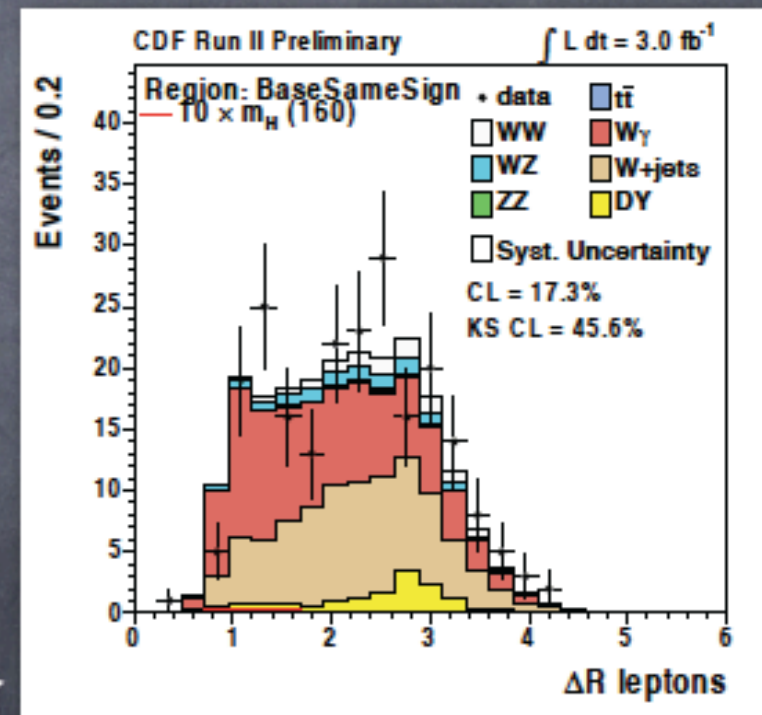 CDF Run II Preliminary
∫ L dt = 3.0 fb⁻¹
Region: BaseSameSign
10 × m_H (160)
data
tt̄
WW
Wγ
WZ
W+jets
ZZ
DY
Syst. Uncertainty
CL = 17.3%
KS CL = 45.6%
Events / 0.2
40
35
30
25
20
15
10
5
0
0 1 2 3 4 5 6
ΔR leptons